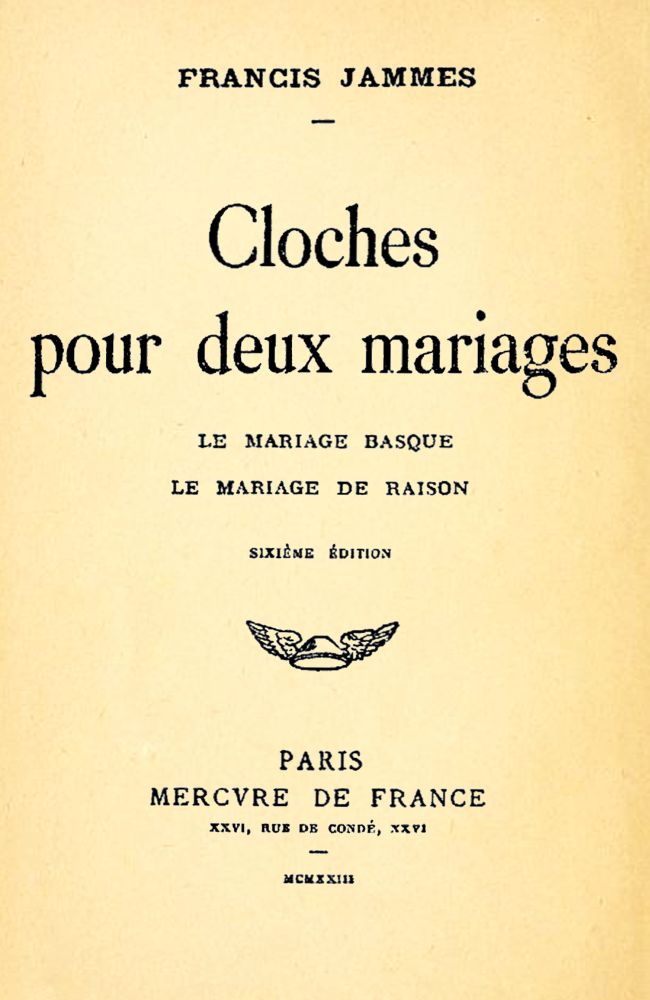 FRANCIS JAMMES
Cloches
pour deux mariages
LE MARIAGE BASQUE
LE MARIAGE DE RAISON
SIXIÈME ÉDITION
PARIS
MERCVRE DE FRANCE
XXVI, RUE DE CONDÉ, XXVI
MCMXXIII